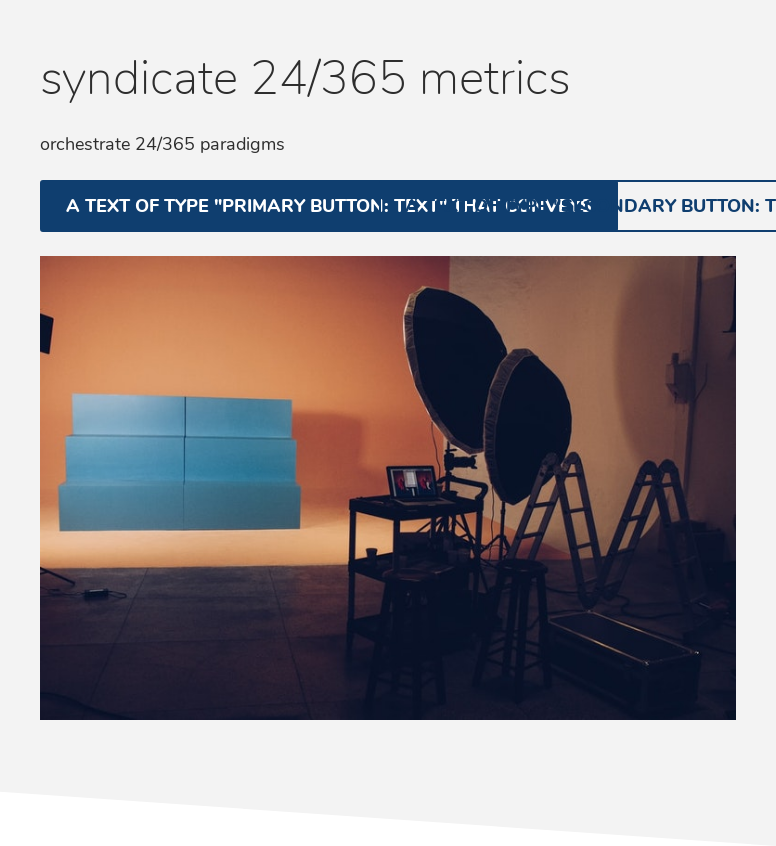 syndicate 24/365 metrics
orchestrate 24/365 paradigms
A TEXT OF TYPE "PRIMARY BUTTON: TEXT" THAT CONVEYS
NDARY BUTTON: T